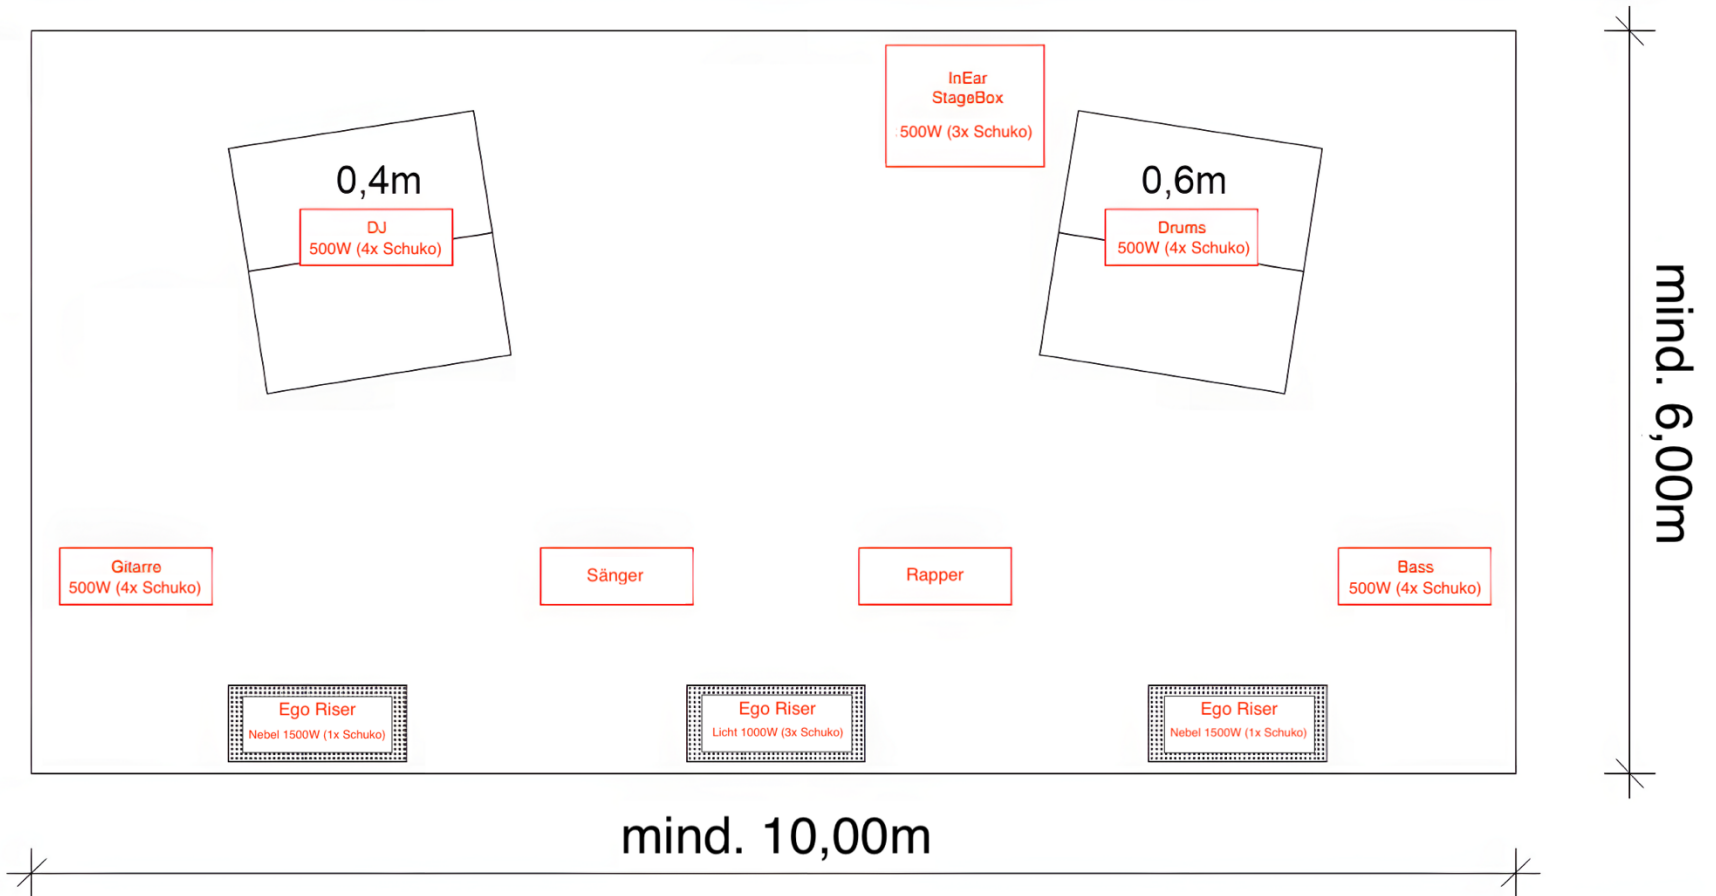 InEar
StageBox
500W (3x Schuko)
0,4m
DJ
500W (4x Schuko)
0,6m
Drums
500W (4x Schuko)
mind. 6,00m
Gitarre
500W (4x Schuko)
Sänger
Rapper
Bass
500W (4x Schuko)
Ego Riser
Nebel 1500W (1x Schuko)
Ego Riser
Licht 1000W (3x Schuko)
Ego Riser
Nebel 1500W (1x Schuko)
mind. 10,00m